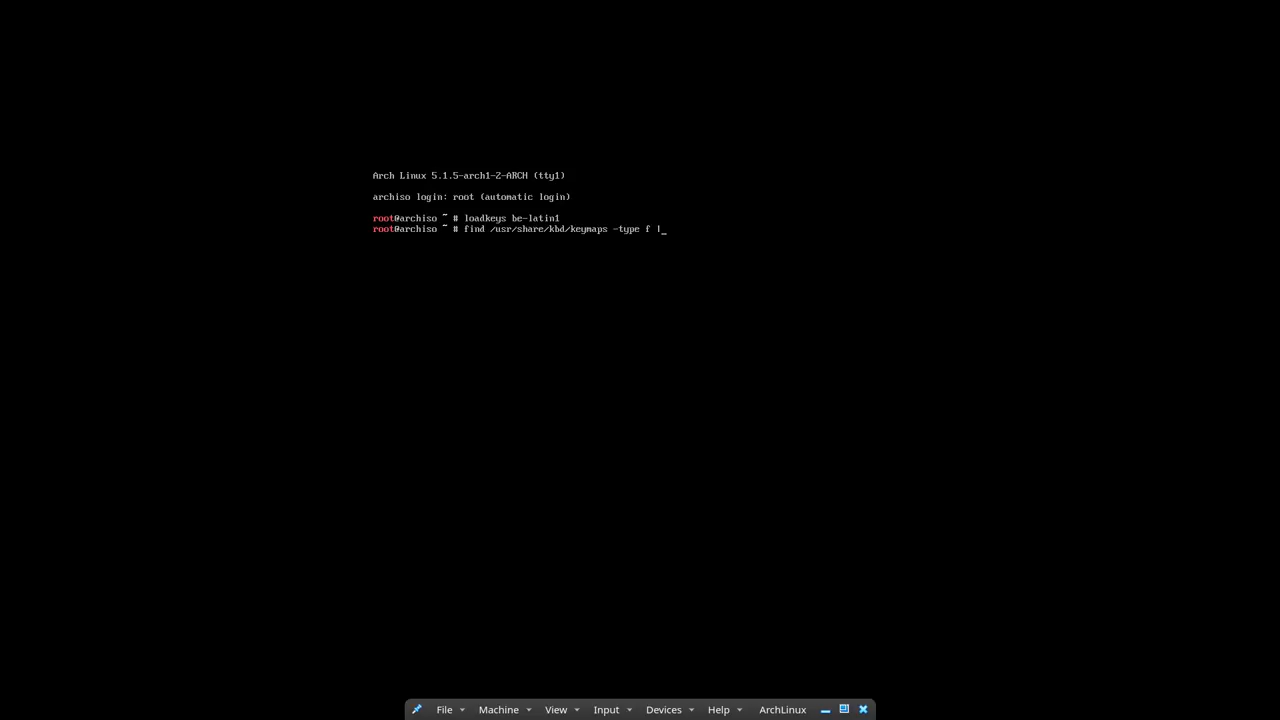 Arch Linux 5.1.5-arch1-2-ARCH (tty1)
archiso login: root (automatic login)
root@archiso ~ # loadkeys be-latin1
root@archiso ~ # find /usr/share/kbd/keymaps -type f |_
File Machine View Input Devices Help ArchLinux